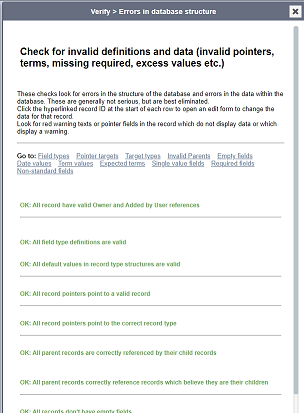 Verify > Errors in database structure
Check for invalid definitions and data (invalid pointers,
terms, missing required, excess values etc.)
These checks look for errors in the structure of the database and errors in the data within the
database. These are generally not serious, but are best eliminated.
Click the hyperlinked record ID at the start of each row to open an edit form to change the
data for that record.
Look for red warning texts or pointer fields in the record which do not display data or which
display a warning.
Go to: Field types Pointer targets Target types Invalid Parents Empty fields
Date values Term values Expected terms Single value fields Required fields
Non-standard fields
OK: All record have valid Owner and Added by User references
OK: All field type definitions are valid
OK: All default values in record type structures are valid
OK: All record pointers point to a valid record
OK: All record pointers point to the correct record type
OK: All parent records are correctly referenced by their child records
OK: All parent records correctly reference records which believe they are their children
OK: All records don't have empty fields